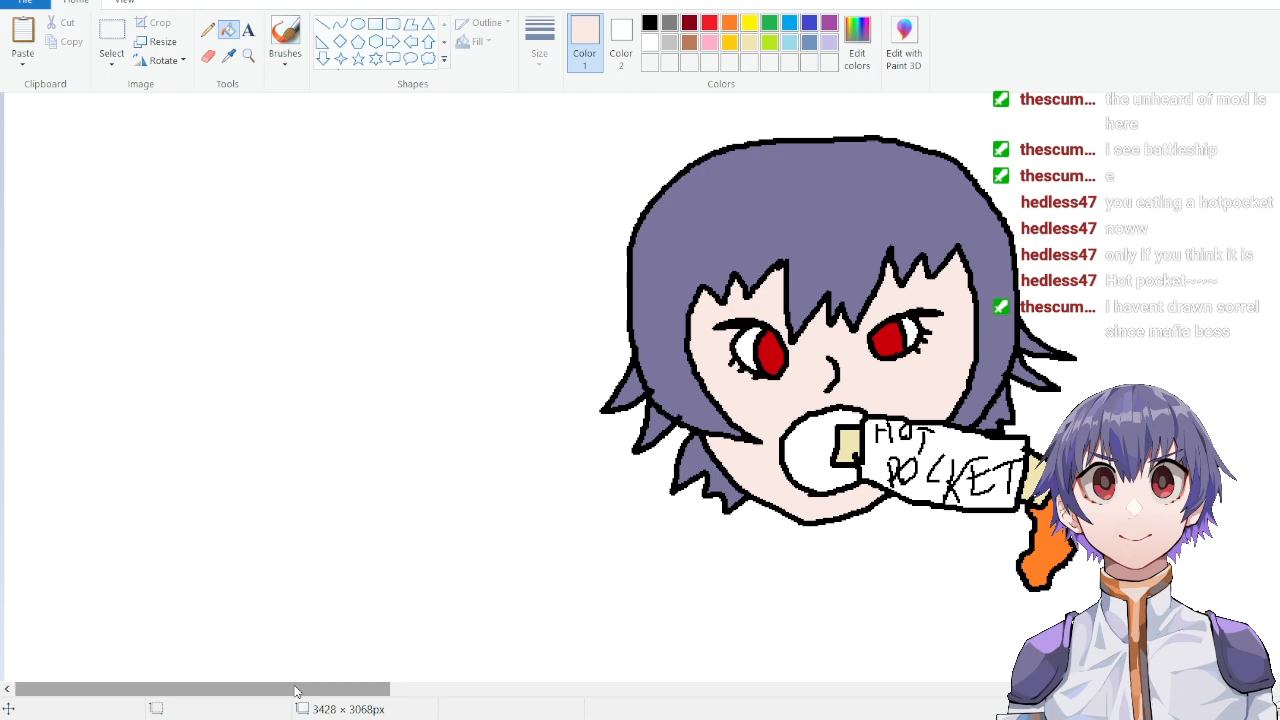 File
Home
View
Paste
Cut
Copy
Clipboard
Select
Crop
Resize
Rotate
Image
A
Tools
Brushes
Outline
Fill
Shapes
Size
Color
1
Color
2
Edit
colors
Colors
Edit with
Paint 3D
thescum... the unheard of mod is
here
thescum... I see battleship
thescum... e
hedless47 you eating a hotpocket
hedless47 noww
hedless47 only if you think it is
hedless47 Hot pocket~~~~
thescum... I havent drawn sorrel
since mafia boss
HOT
POCKET
3428 × 3068px